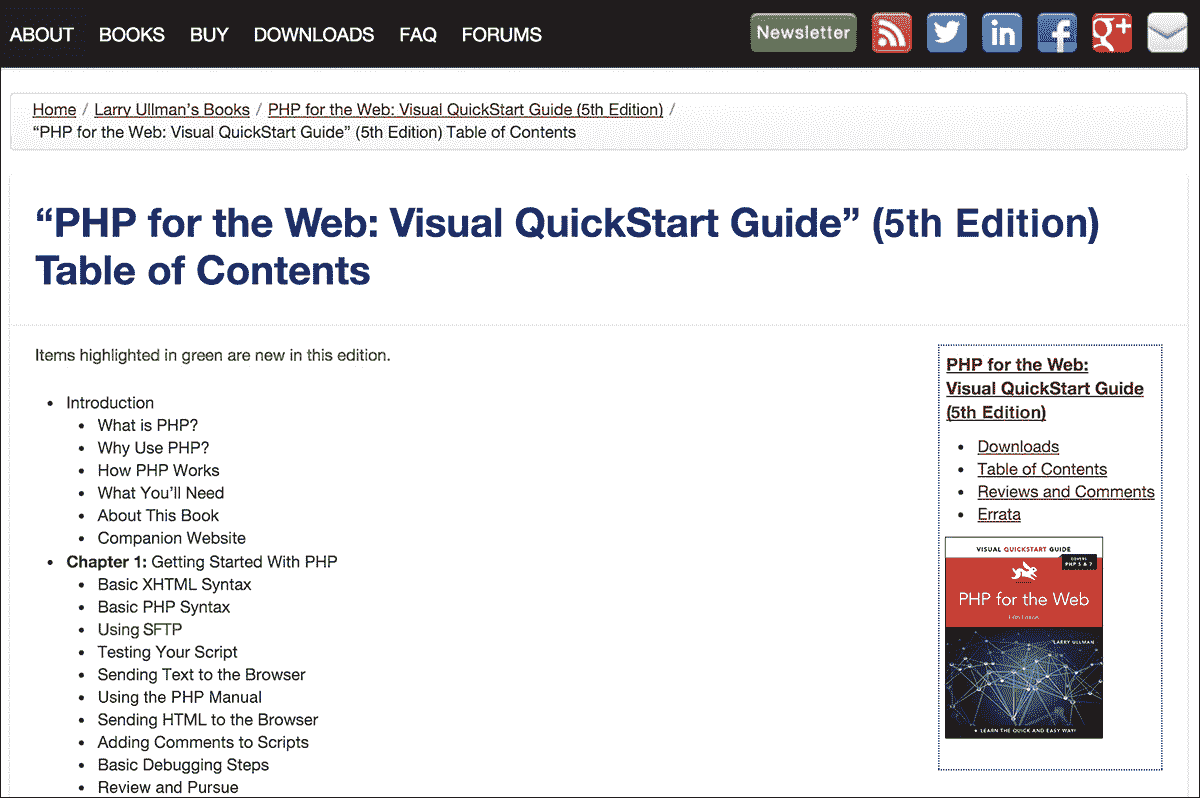 ABOUT BOOKS BUY DOWNLOADS FAQ FORUMS Newsletter
Home / Larry Ullman’s Books / PHP for the Web: Visual QuickStart Guide (5th Edition) /
“PHP for the Web: Visual QuickStart Guide” (5th Edition) Table of Contents
“PHP for the Web: Visual QuickStart Guide” (5th Edition)
Table of Contents
Items highlighted in green are new in this edition.
Introduction
What is PHP?
Why Use PHP?
How PHP Works
What You’ll Need
About This Book
Companion Website
Chapter 1: Getting Started With PHP
Basic XHTML Syntax
Basic PHP Syntax
Using SFTP
Testing Your Script
Sending Text to the Browser
Using the PHP Manual
Sending HTML to the Browser
Adding Comments to Scripts
Basic Debugging Steps
Review and Pursue
PHP for the Web:
Visual QuickStart Guide
(5th Edition)
Downloads
Table of Contents
Reviews and Comments
Errata
VISUAL QUICKSTART GUIDE
COVERS
PHP 5 & 7
PHP for the Web
LARRY ULLMAN
LEARN THE QUICK AND EASY WAY!